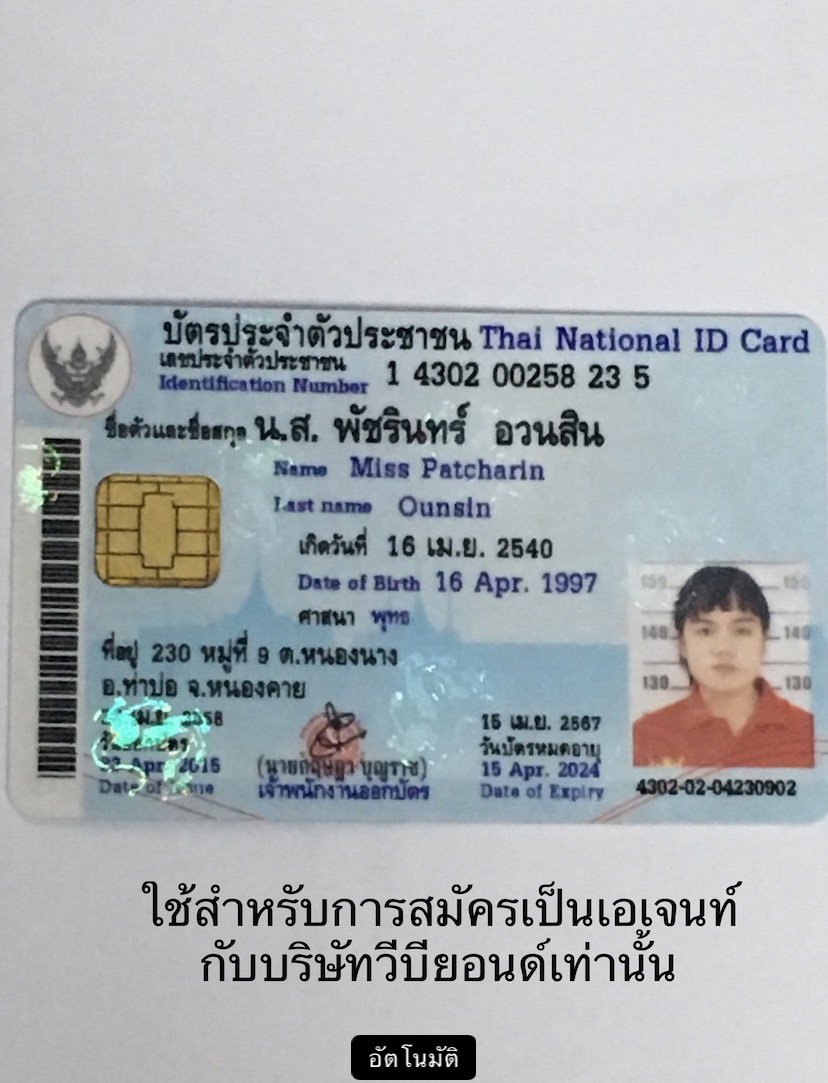 บัตรประจำตัวประชาชน Thai National ID Card
เลขประจำตัวประชาชน
Identification Number 1 4302 00258 23 5
ชื่อตัวและชื่อสกุล น.ส. พัชรินทร์ อวนสิน
Name Miss Patcharin
Last name Ounsin
เกิดวันที่ 16 เม.ย. 2540
Date of Birth 16 Apr. 1997
ศาสนา พุทธ
ที่อยู่ 230 หมู่ที่ 9 ต.หนองนาง
อ.ท่าบ่อ จ.หนองคาย
150 150
140 140
130 130
เม.ย. 2558
Apr. 2015
Date of Issue
(นายกฤษฎา บุญราช)
เจ้าพนักงานออกบัตร
15 เม.ย. 2567
วันบัตรหมดอายุ
15 Apr. 2024
Date of Expiry
4302-02-04230902
ใช้สำหรับการสมัครเป็นเอเจนท์
กับบริษัทวีบียอนด์เท่านั้น
อัตโนมัติ